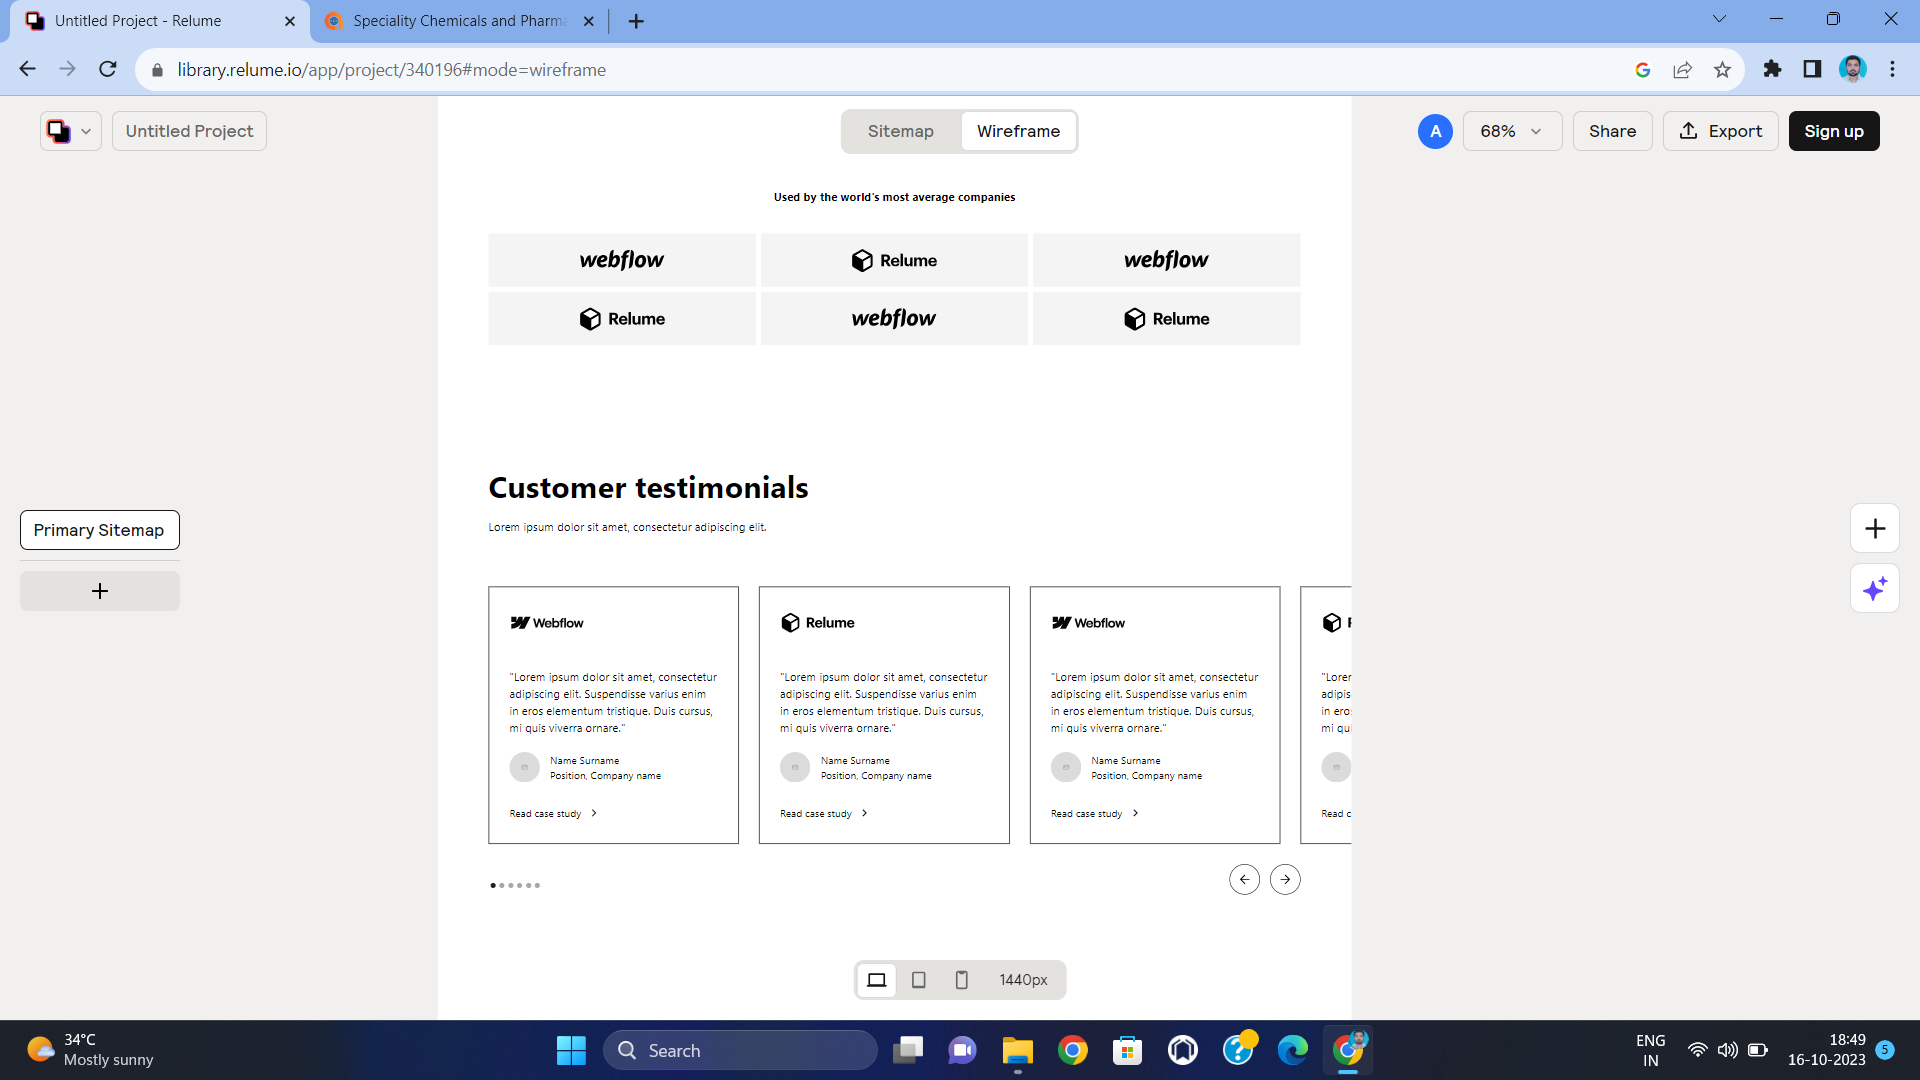 Untitled Project - Relume
Speciality Chemicals and Pharma
library.relume.io/app/project/340196#mode=wireframe
Untitled Project
Sitemap
Wireframe
A
68%
Share
Export
Sign up
Used by the world's most average companies
webflow
Relume
webflow
Relume
webflow
Relume
Customer testimonials
Lorem ipsum dolor sit amet, consectetur adipiscing elit.
Primary Sitemap
Webflow
"Lorem ipsum dolor sit amet, consectetur
adipiscing elit. Suspendisse varius enim
in eros elementum tristique. Duis cursus,
mi quis viverra ornare."
Name Surname
Position, Company name
Read case study
Relume
"Lorem ipsum dolor sit amet, consectetur
adipiscing elit. Suspendisse varius enim
in eros elementum tristique. Duis cursus,
mi quis viverra ornare."
Name Surname
Position, Company name
Read case study
Webflow
"Lorem ipsum dolor sit amet, consectetur
adipiscing elit. Suspendisse varius enim
in eros elementum tristique. Duis cursus,
mi quis viverra ornare."
Name Surname
Position, Company name
Read case study
"Lorer
adipisc
in eros
mi qui
Read c
1440px
34°C
Mostly sunny
Search
ENG
IN
18:49
16-10-2023
5